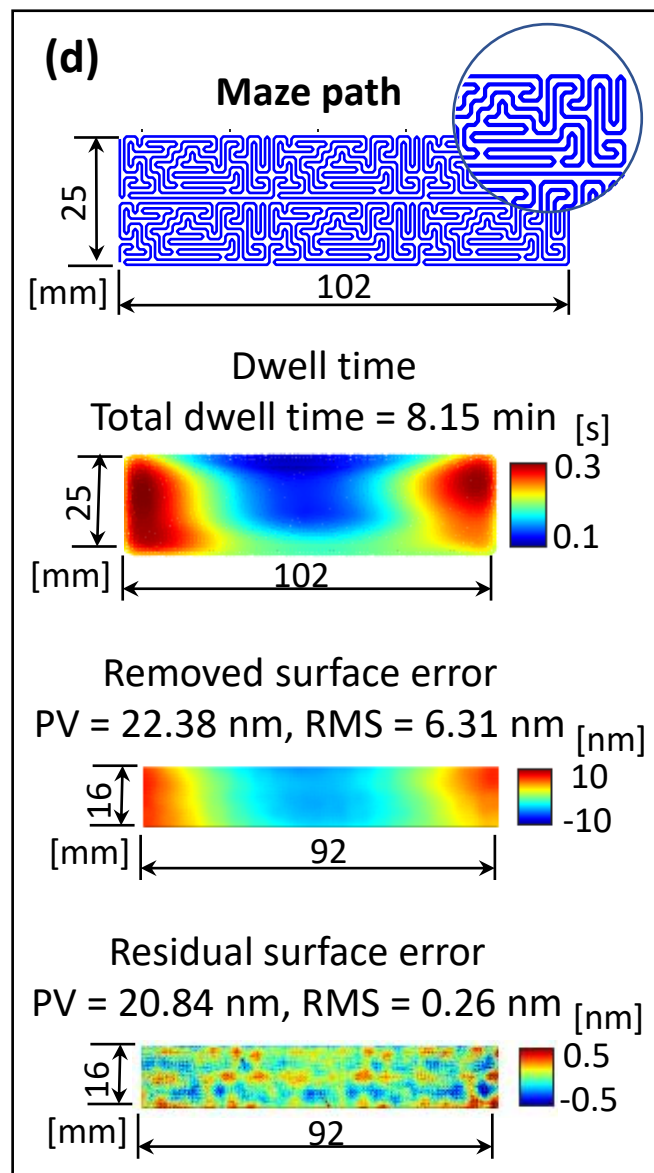 (d)
Maze path
25
[mm]
102
Dwell time
Total dwell time = 8.15 min
[s]
25
0.3
0.1
[mm]
102
Removed surface error
PV = 22.38 nm, RMS = 6.31 nm
[nm]
16
10
-10
[mm]
92
Residual surface error
PV = 20.84 nm, RMS = 0.26 nm
[nm]
16
0.5
-0.5
[mm]
92